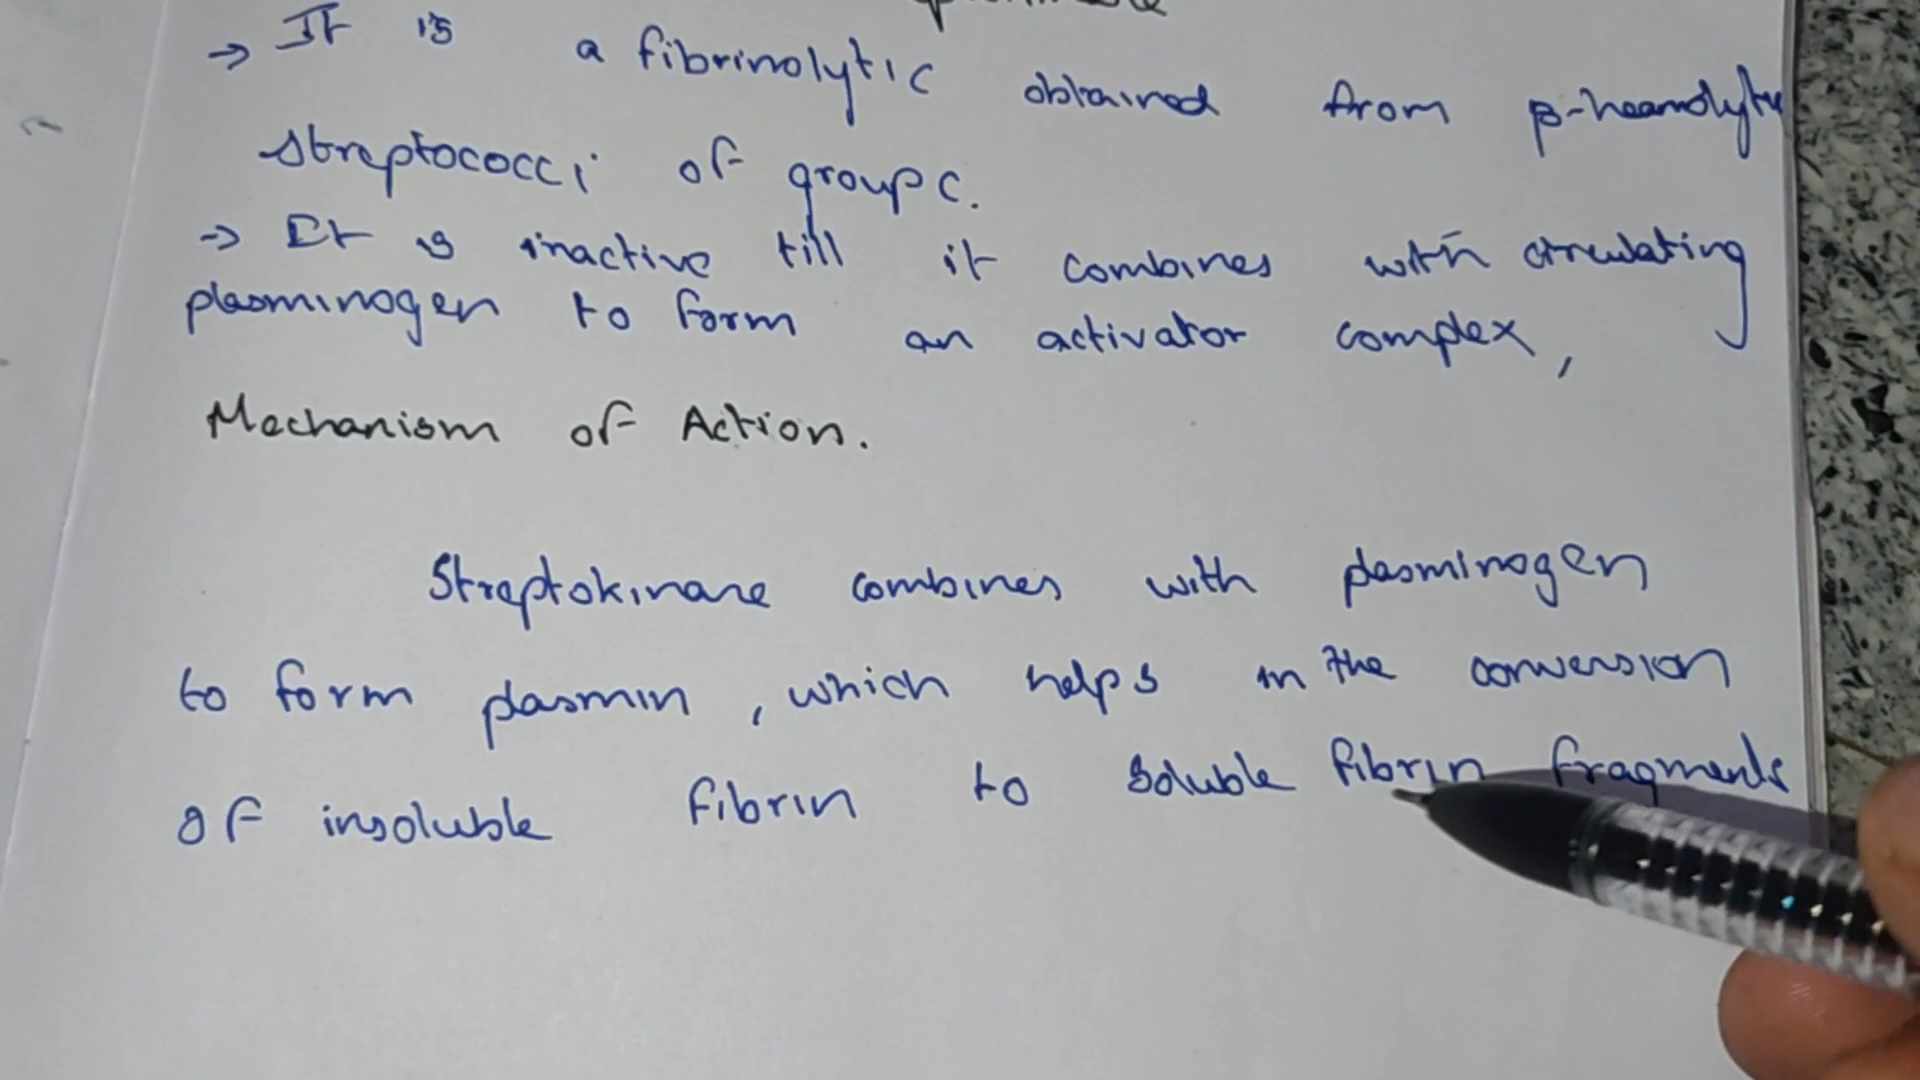 → It is a fibrinolytic obtained from β-heamolytic
streptococci of group c.
→ It is inactive till it combines with circulating
plasminogen to form an activator complex,
Mechanism of Action.
Streptokinase combines with plasminogen
to form plasmin, which helps in the conversion
of insoluble fibrin to soluble fibrin fragments